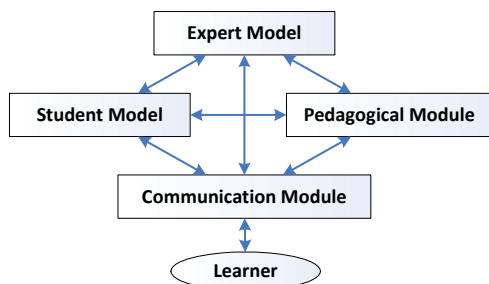 Expert Model
Student Model
Pedagogical Module
Communication Module
Learner